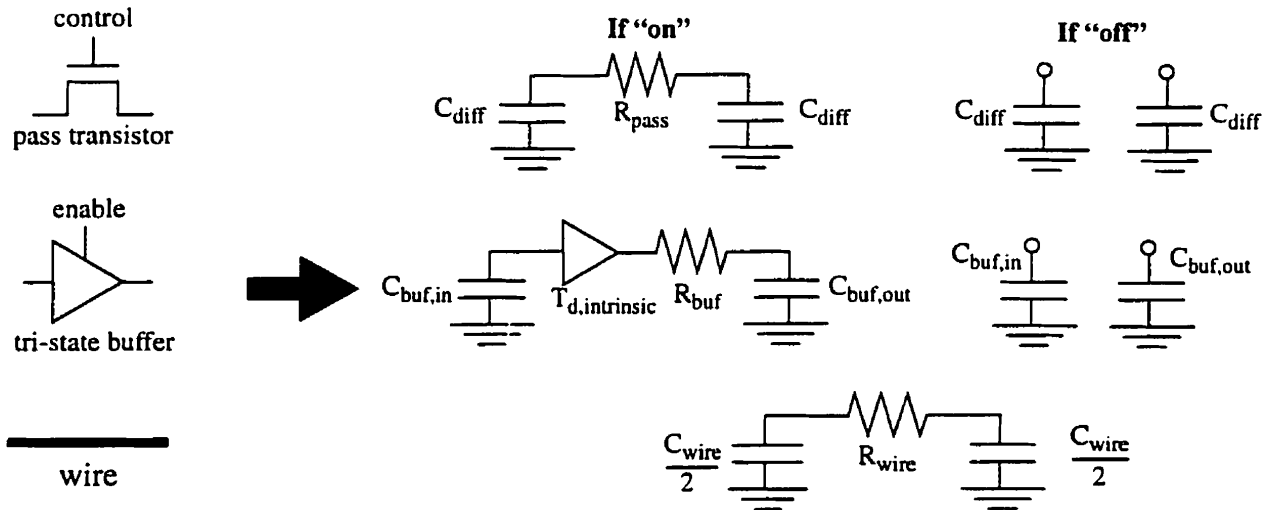 control
pass transistor
If “on”
C_diff
R_pass
C_diff
If “off”
C_diff
C_diff
enable
tri-state buffer
C_buf,in
T_d,intrinsic
R_buf
C_buf,out
C_buf,in
C_buf,out
wire
C_wire
2
R_wire
C_wire
2